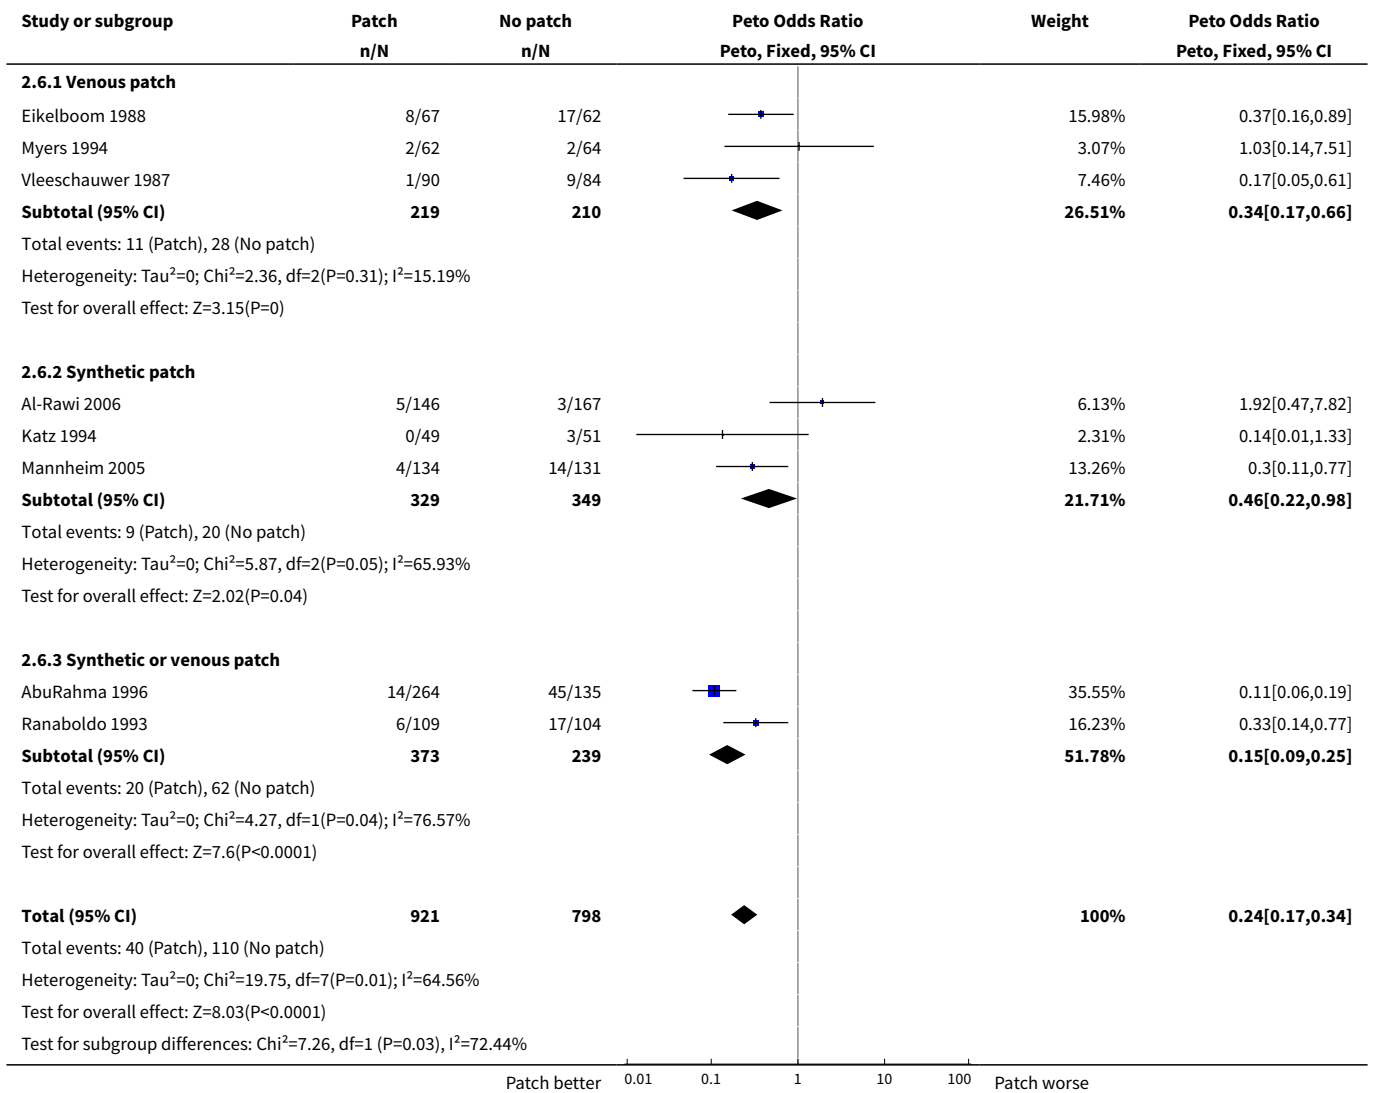 Study or subgroup Patch No patch Peto Odds Ratio Weight Peto Odds Ratio
n/N n/N Peto, Fixed, 95% CI Peto, Fixed, 95% CI
2.6.1 Venous patch
Eikelboom 1988 8/67 17/62 15.98% 0.37[0.16,0.89]
Myers 1994 2/62 2/64 3.07% 1.03[0.14,7.51]
Vleeschauwer 1987 1/90 9/84 7.46% 0.17[0.05,0.61]
Subtotal (95% CI) 219 210 26.51% 0.34[0.17,0.66]
Total events: 11 (Patch), 28 (No patch)
Heterogeneity: Tau²=0; Chi²=2.36, df=2(P=0.31); I²=15.19%
Test for overall effect: Z=3.15(P=0)
2.6.2 Synthetic patch
Al-Rawi 2006 5/146 3/167 6.13% 1.92[0.47,7.82]
Katz 1994 0/49 3/51 2.31% 0.14[0.01,1.33]
Mannheim 2005 4/134 14/131 13.26% 0.3[0.11,0.77]
Subtotal (95% CI) 329 349 21.71% 0.46[0.22,0.98]
Total events: 9 (Patch), 20 (No patch)
Heterogeneity: Tau²=0; Chi²=5.87, df=2(P=0.05); I²=65.93%
Test for overall effect: Z=2.02(P=0.04)
2.6.3 Synthetic or venous patch
AbuRahma 1996 14/264 45/135 35.55% 0.11[0.06,0.19]
Ranaboldo 1993 6/109 17/104 16.23% 0.33[0.14,0.77]
Subtotal (95% CI) 373 239 51.78% 0.15[0.09,0.25]
Total events: 20 (Patch), 62 (No patch)
Heterogeneity: Tau²=0; Chi²=4.27, df=1(P=0.04); I²=76.57%
Test for overall effect: Z=7.6(P<0.0001)
Total (95% CI) 921 798 100% 0.24[0.17,0.34]
Total events: 40 (Patch), 110 (No patch)
Heterogeneity: Tau²=0; Chi²=19.75, df=7(P=0.01); I²=64.56%
Test for overall effect: Z=8.03(P<0.0001)
Test for subgroup differences: Chi²=7.26, df=1 (P=0.03), I²=72.44%
Patch better 0.01 0.1 1 10 100 Patch worse